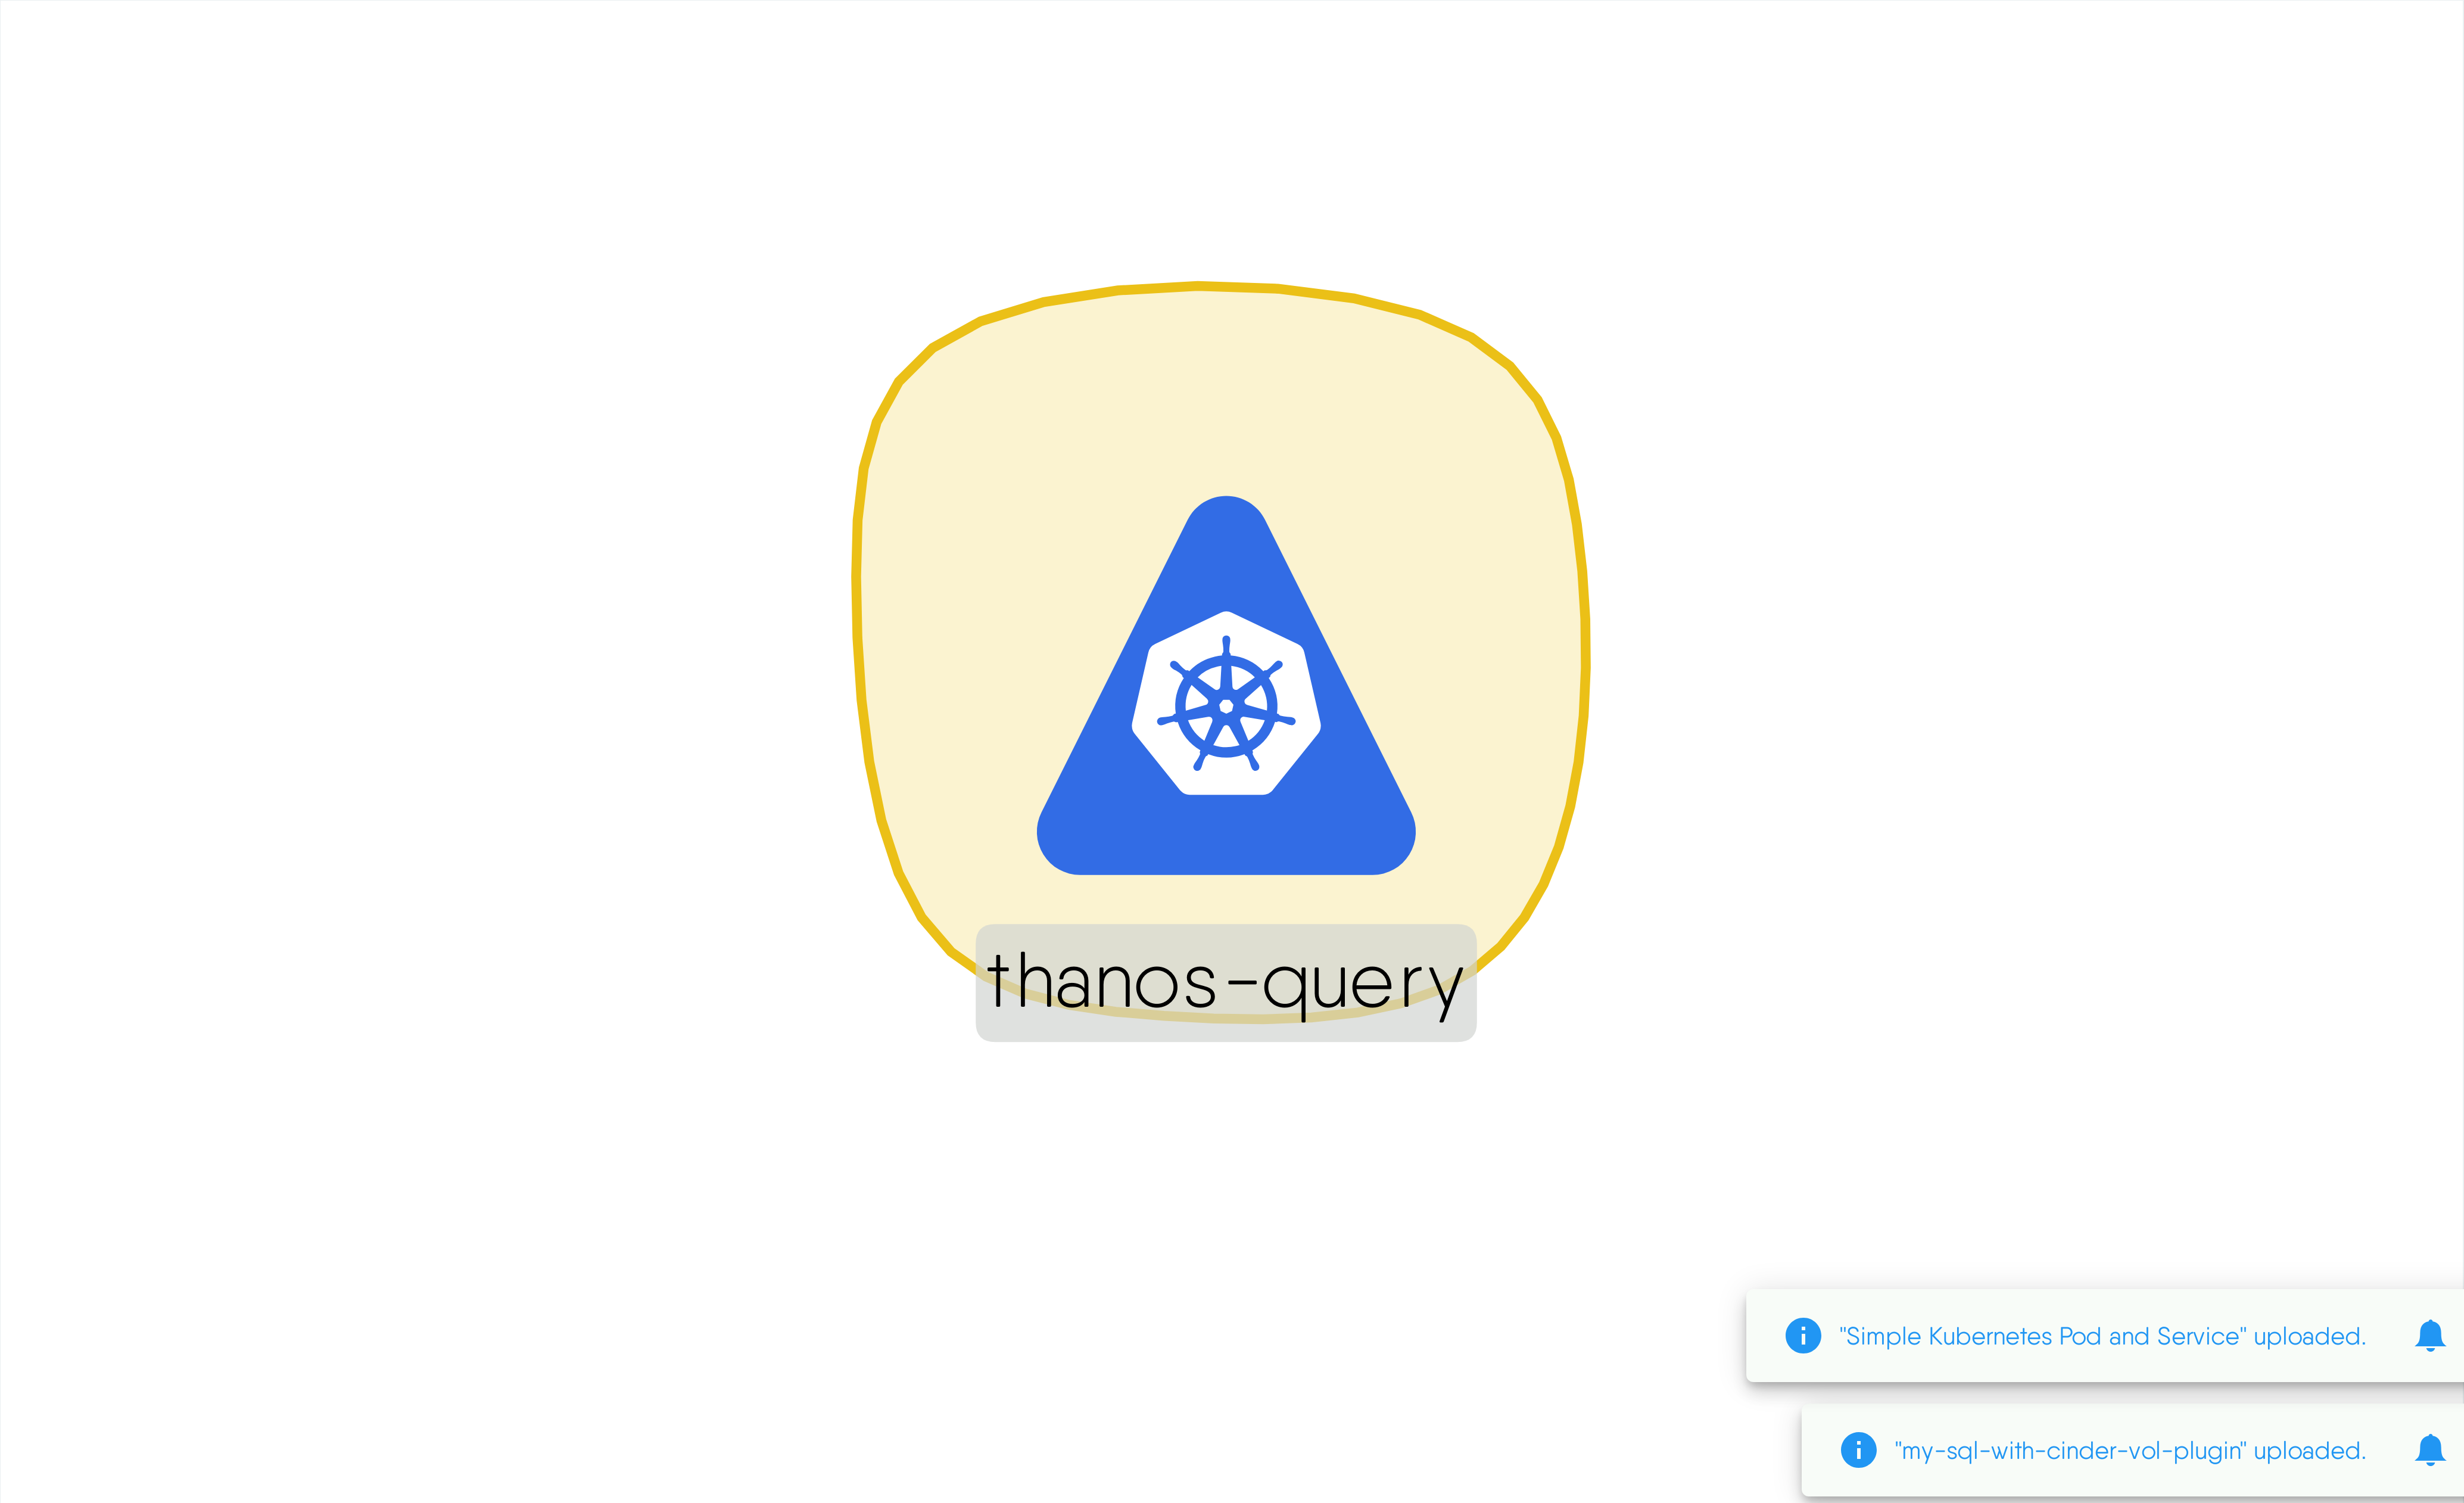 thanos-query
"Simple Kubernetes Pod and Service" uploaded.
"my-sql-with-cinder-vol-plugin" uploaded.